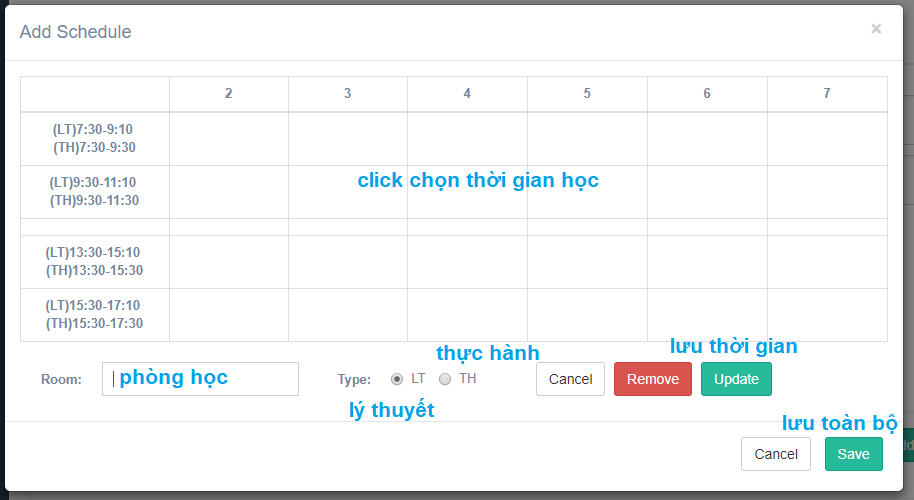 Add Schedule ×
2 3 4 5 6 7
(LT)7:30-9:10
(TH)7:30-9:30
(LT)9:30-11:10
(TH)9:30-11:30
click chọn thời gian học
(LT)13:30-15:10
(TH)13:30-15:30
(LT)15:30-17:10
(TH)15:30-17:30
lưu thời gian
thực hành
Room: phòng học Type: LT TH Cancel Remove Update
lý thuyết
lưu toàn bộ
Cancel Save